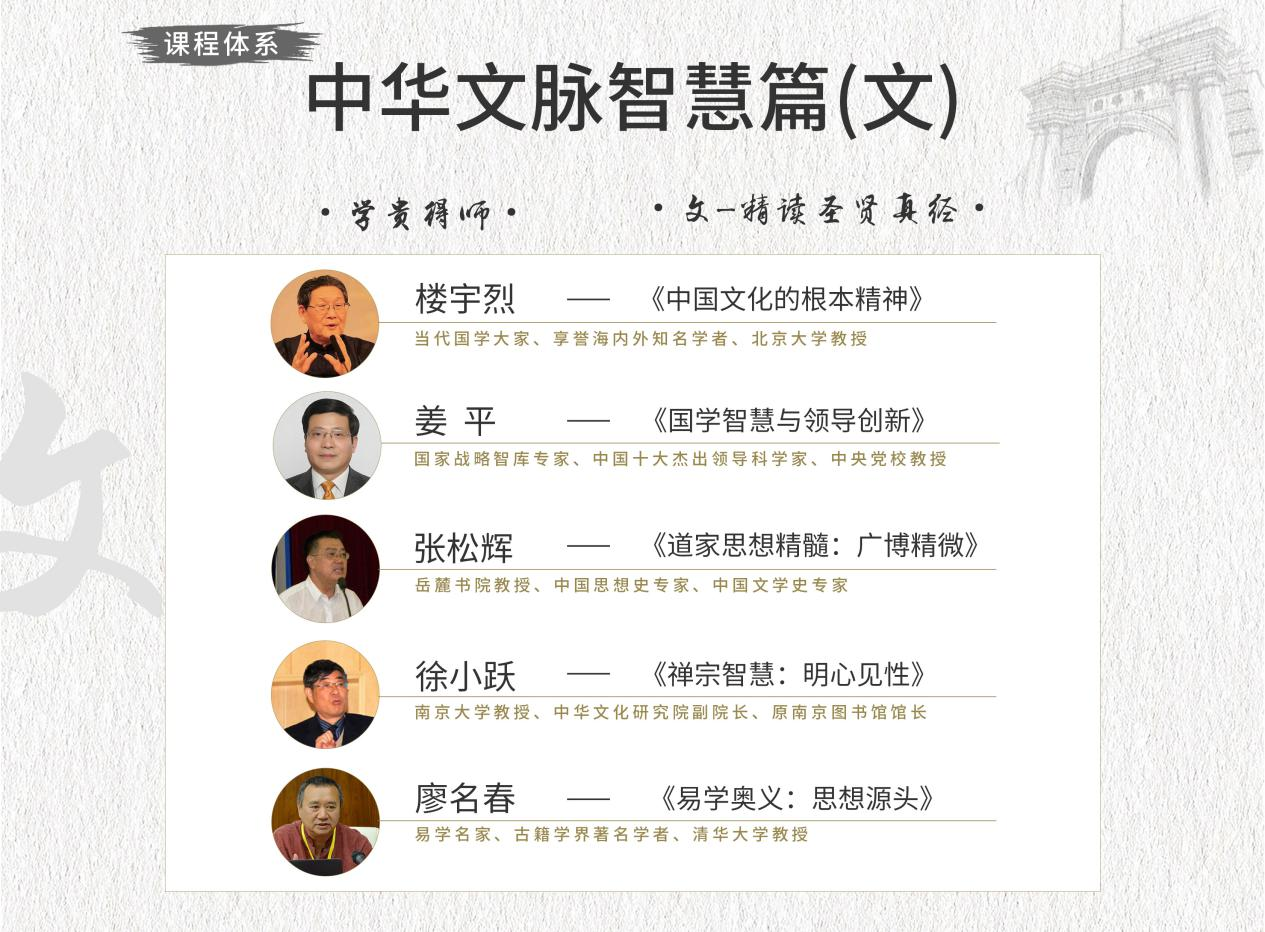 课程体系
中华文脉智慧篇(文)
•学贵得师• •文—精读圣贤真经•
文
楼宇烈 —— 《中国文化的根本精神》
当代国学大家、享誉海内外知名学者、北京大学教授
姜 平 —— 《国学智慧与领导创新》
国家战略智库专家、中国十大杰出领导科学家、中央党校教授
张松辉 —— 《道家思想精髓：广博精微》
岳麓书院教授、中国思想史专家、中国文学史专家
徐小跃 —— 《禅宗智慧：明心见性》
南京大学教授、中华文化研究院副院长、原南京图书馆馆长
廖名春 —— 《易学奥义：思想源头》
易学名家、古籍学界著名学者、清华大学教授